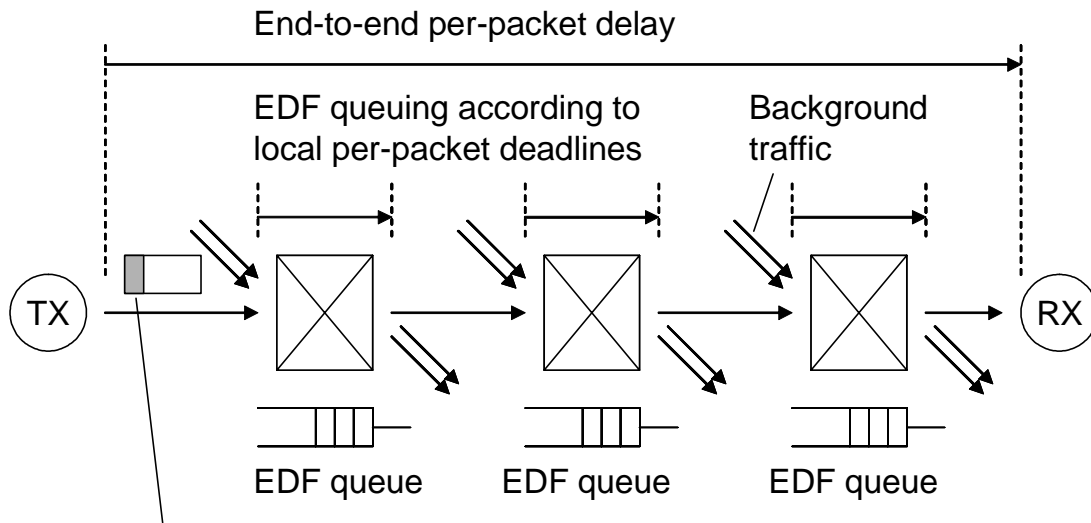 End-to-end per-packet delay
EDF queuing according to
local per-packet deadlines
Background
traffic
TX
RX
EDF queue
EDF queue
EDF queue